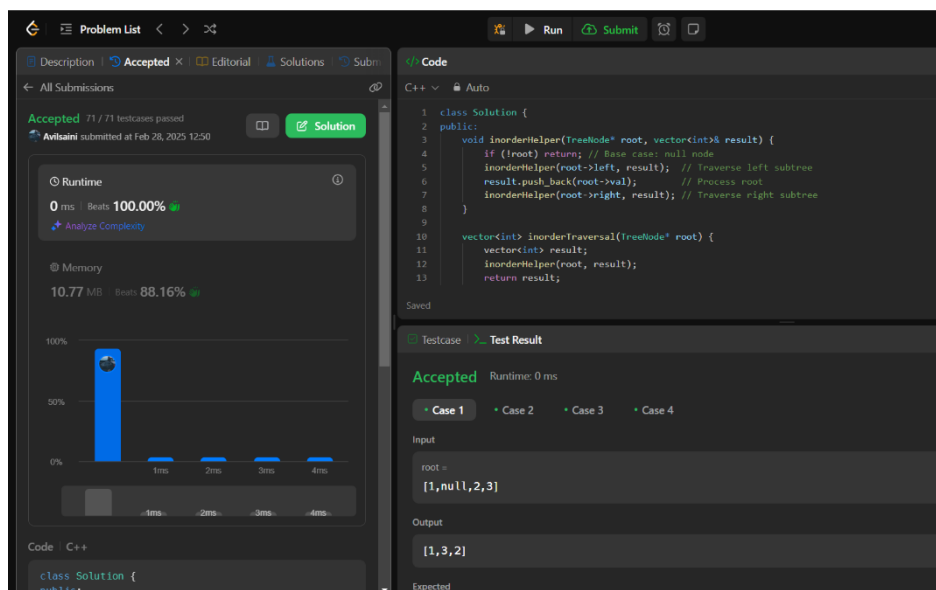 Problem List
Run
Submit
Description
Accepted
Editorial
Solutions
Subm
All Submissions
Accepted 71 / 71 testcases passed
Avilsaini submitted at Feb 28, 2025 12:50
Solution
Runtime
0 ms Beats 100.00%
Analyze Complexity
Memory
10.77 MB Beats 88.16%
100%
50%
0%
1ms 2ms 3ms 4ms
1ms 2ms 3ms 4ms
Code C++
class Solution {
public:
</>Code
C++ Auto
1 class Solution {
2 public:
3 void inorderHelper(TreeNode* root, vector<int>& result) {
4 if (!root) return; // Base case: null node
5 inorderHelper(root->left, result); // Traverse left subtree
6 result.push_back(root->val); // Process root
7 inorderHelper(root->right, result); // Traverse right subtree
8 }
9
10 vector<int> inorderTraversal(TreeNode* root) {
11 vector<int> result;
12 inorderHelper(root, result);
13 return result;
Saved
Testcase
Test Result
Accepted Runtime: 0 ms
• Case 1 • Case 2 • Case 3 • Case 4
Input
root =
[1,null,2,3]
Output
[1,3,2]
Expected